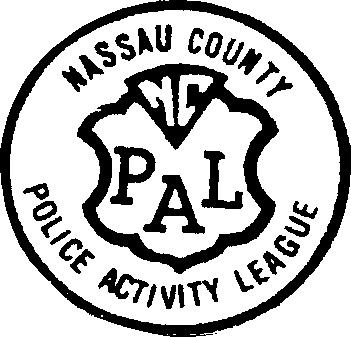 NASSAU COUNTY
NC
PAL
POLICE ACTIVITY LEAGUE